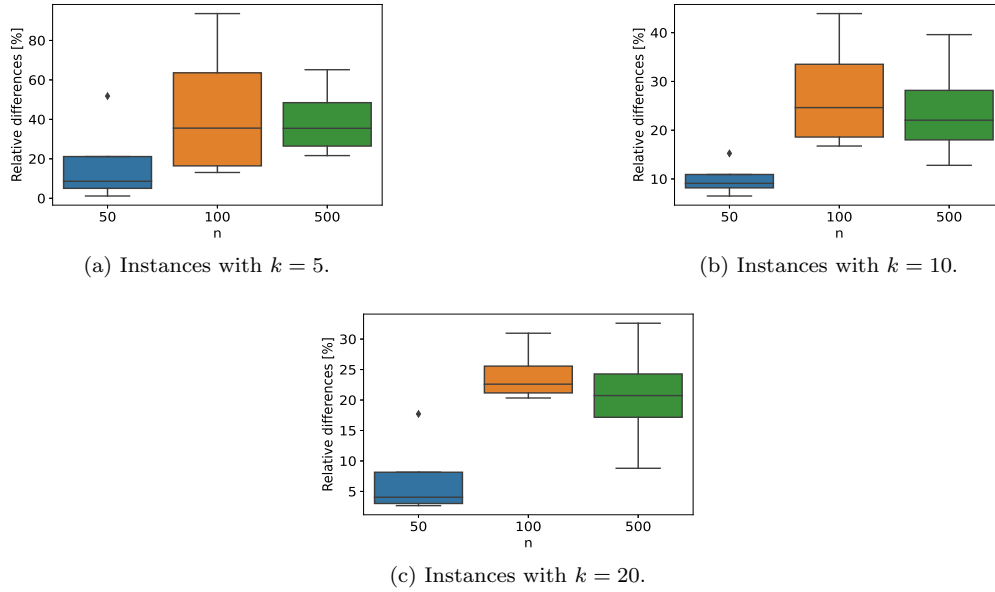 Relative differences [%]
80
60
40
20
0
50 100 500
n
(a) Instances with k = 5.
Relative differences [%]
40
30
20
10
50 100 500
n
(b) Instances with k = 10.
Relative differences [%]
30
25
20
15
10
5
50 100 500
n
(c) Instances with k = 20.